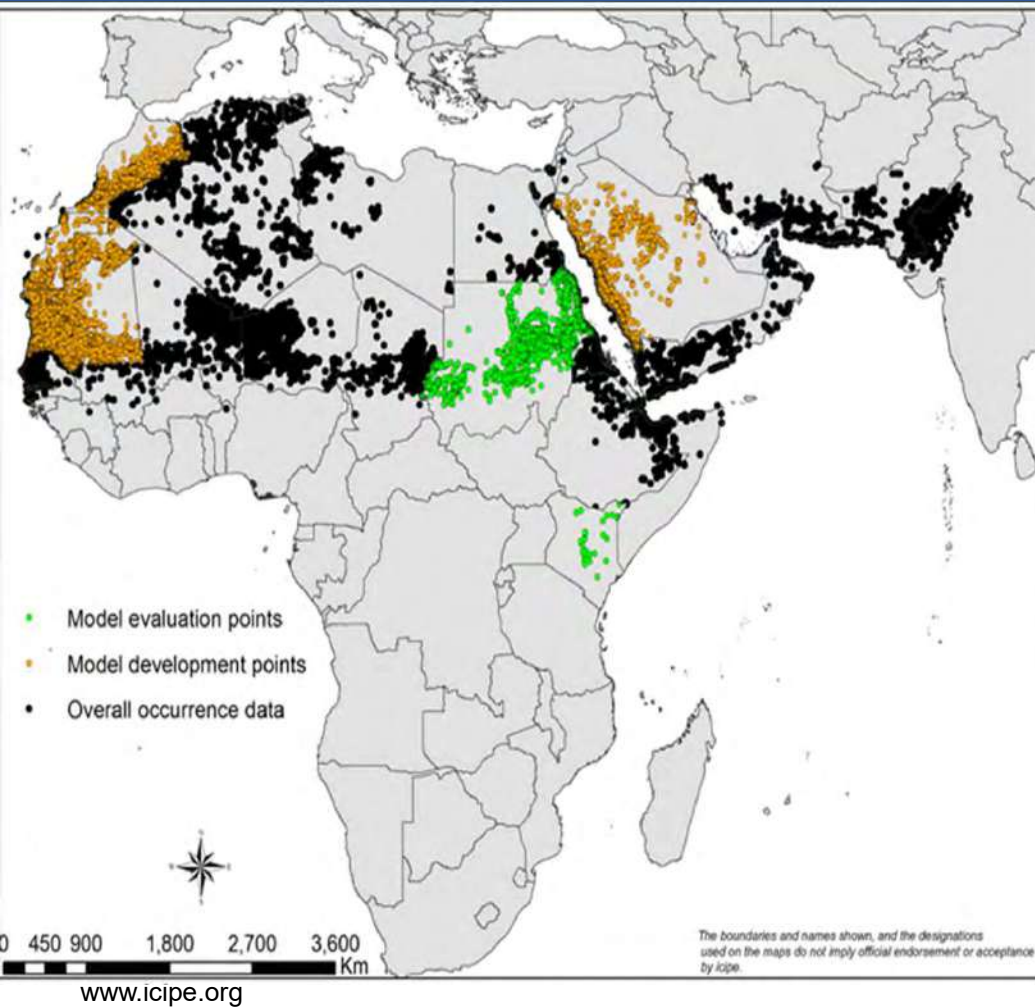 Model evaluation points
Model development points
Overall occurrence data
0 450 900 1,800 2,700 3,600
Km
The boundaries and names shown, and the designations
used on the maps do not imply official endorsement or acceptance
by icipe.
www.icipe.org